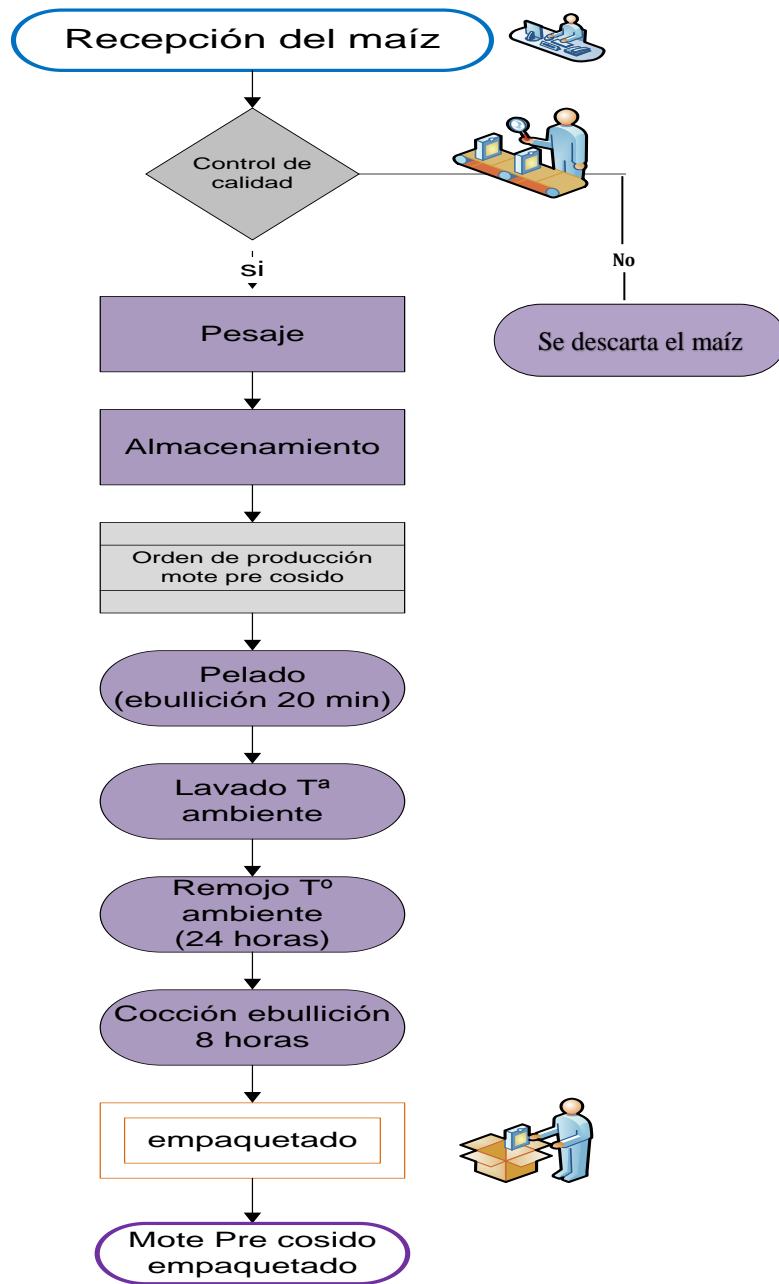 Recepción del maíz
Control de
calidad
si
No
Pesaje
Se descarta el maíz
Almacenamiento
Orden de producción
mote pre cosido
Pelado
(ebullición 20 min)
Lavado Tª
ambiente
Remojo Tº
ambiente
(24 horas)
Cocción ebullición
8 horas
empaquetado
Mote Pre cosido
empaquetado